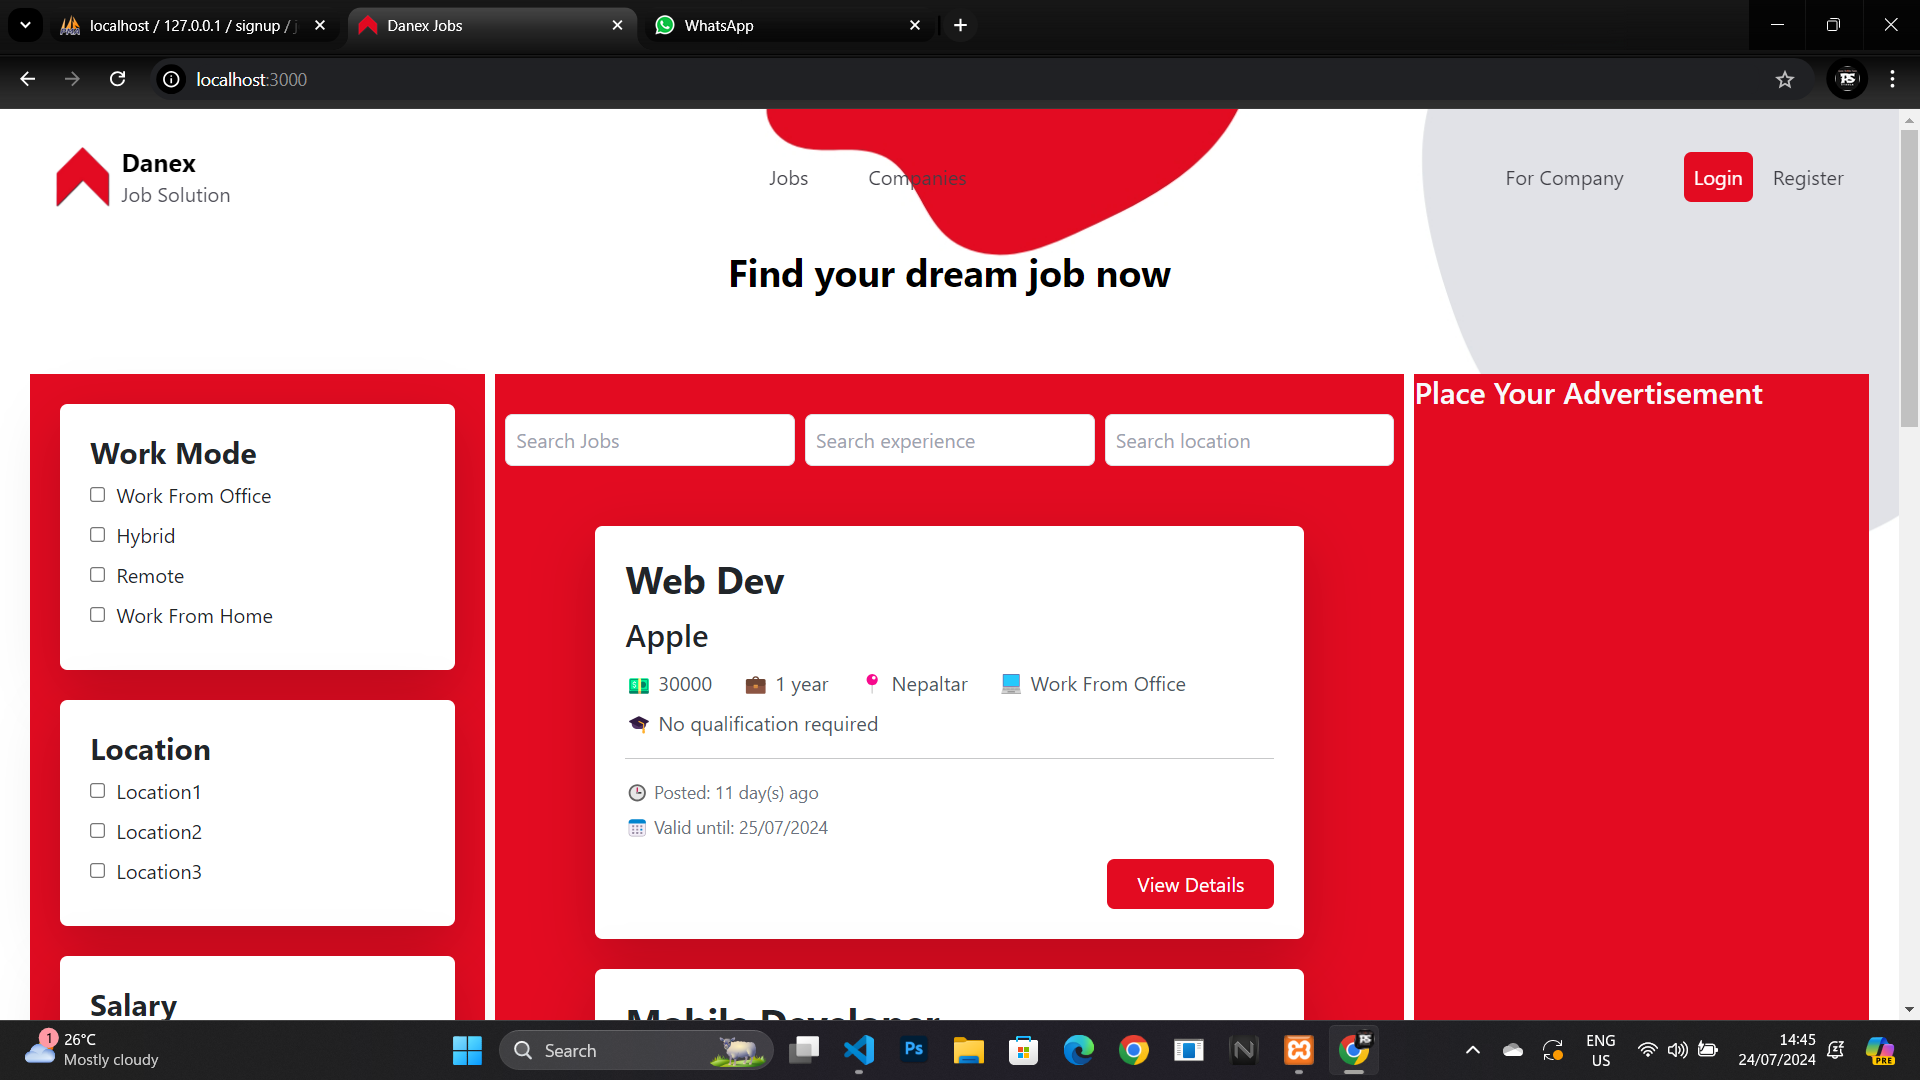 localhost / 127.0.0.1 / signup / j
Danex Jobs
WhatsApp
localhost:3000
Danex
Job Solution
Jobs
Companies
For Company
Login
Register
Find your dream job now
Work Mode
Work From Office
Hybrid
Remote
Work From Home
Location
Location1
Location2
Location3
Salary
Search Jobs
Search experience
Search location
Web Dev
Apple
30000
1 year
Nepaltar
Work From Office
No qualification required
Posted: 11 day(s) ago
Valid until: 25/07/2024
View Details
Mobile Developer
Place Your Advertisement
1
26°C
Mostly cloudy
Search
Ps
PRE
ENG
US
14:45
24/07/2024